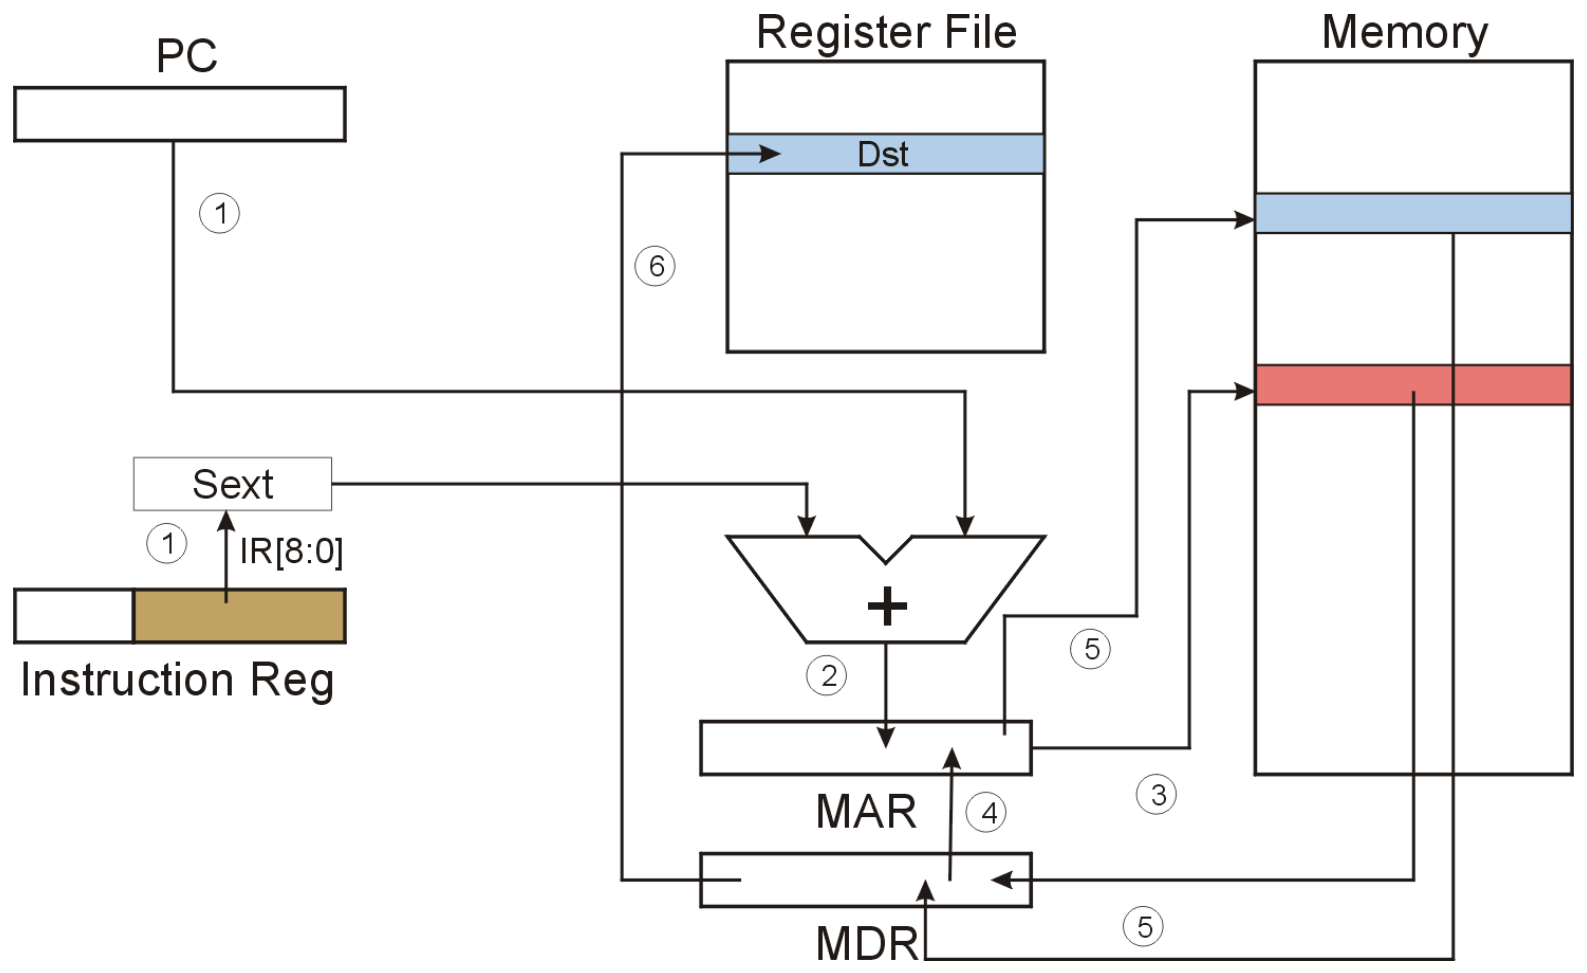 PC
Register File
Memory
Dst
1
6
Sext
1
IR[8:0]
+
Instruction Reg
2
5
MAR
3
4
MDR
5